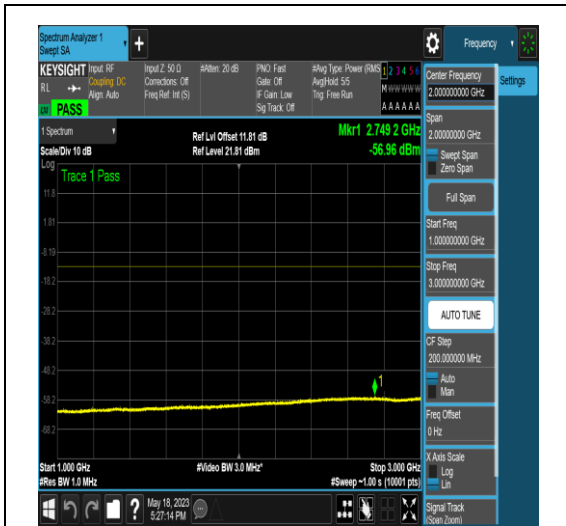 Spectrum Analyzer 1
Swept SA
+
Frequency
KEYSIGHT
RL
PASS
Input: RF
Coupling: DC
Align: Auto
Input Z: 50 Ω
Corrections: Off
Freq Ref: Int (S)
#Atten: 20 dB
PNO: Fast
Gate: Off
IF Gain: Low
Sig Track: Off
#Avg Type: Power (RMS
Avg|Hold: 5/5
Trig: Free Run
1 2 3 4 5 6
M W W W W W
A A A A A A
Center Frequency
2.000000000 GHz
Settings
Span
2.00000000 GHz
Swept Span
Zero Span
Full Span
Start Freq
1.000000000 GHz
Stop Freq
3.000000000 GHz
AUTO TUNE
CF Step
200.000000 MHz
Auto
Man
Freq Offset
0 Hz
X Axis Scale
Log
Lin
Signal Track
(Span Zoom)
1 Spectrum
Scale/Div 10 dB
Ref Lvl Offset 11.81 dB
Ref Level 21.81 dBm
Mkr1 2.749 2 GHz
-56.96 dBm
Log
Trace 1 Pass
11.8
1.81
-8.19
-18.2
-28.2
-38.2
-48.2
-58.2
-68.2
1
Start 1.000 GHz
#Res BW 1.0 MHz
#Video BW 3.0 MHz*
Stop 3.000 GHz
#Sweep ~1.00 s (10001 pts)
?
May 18, 2023
5:27:14 PM